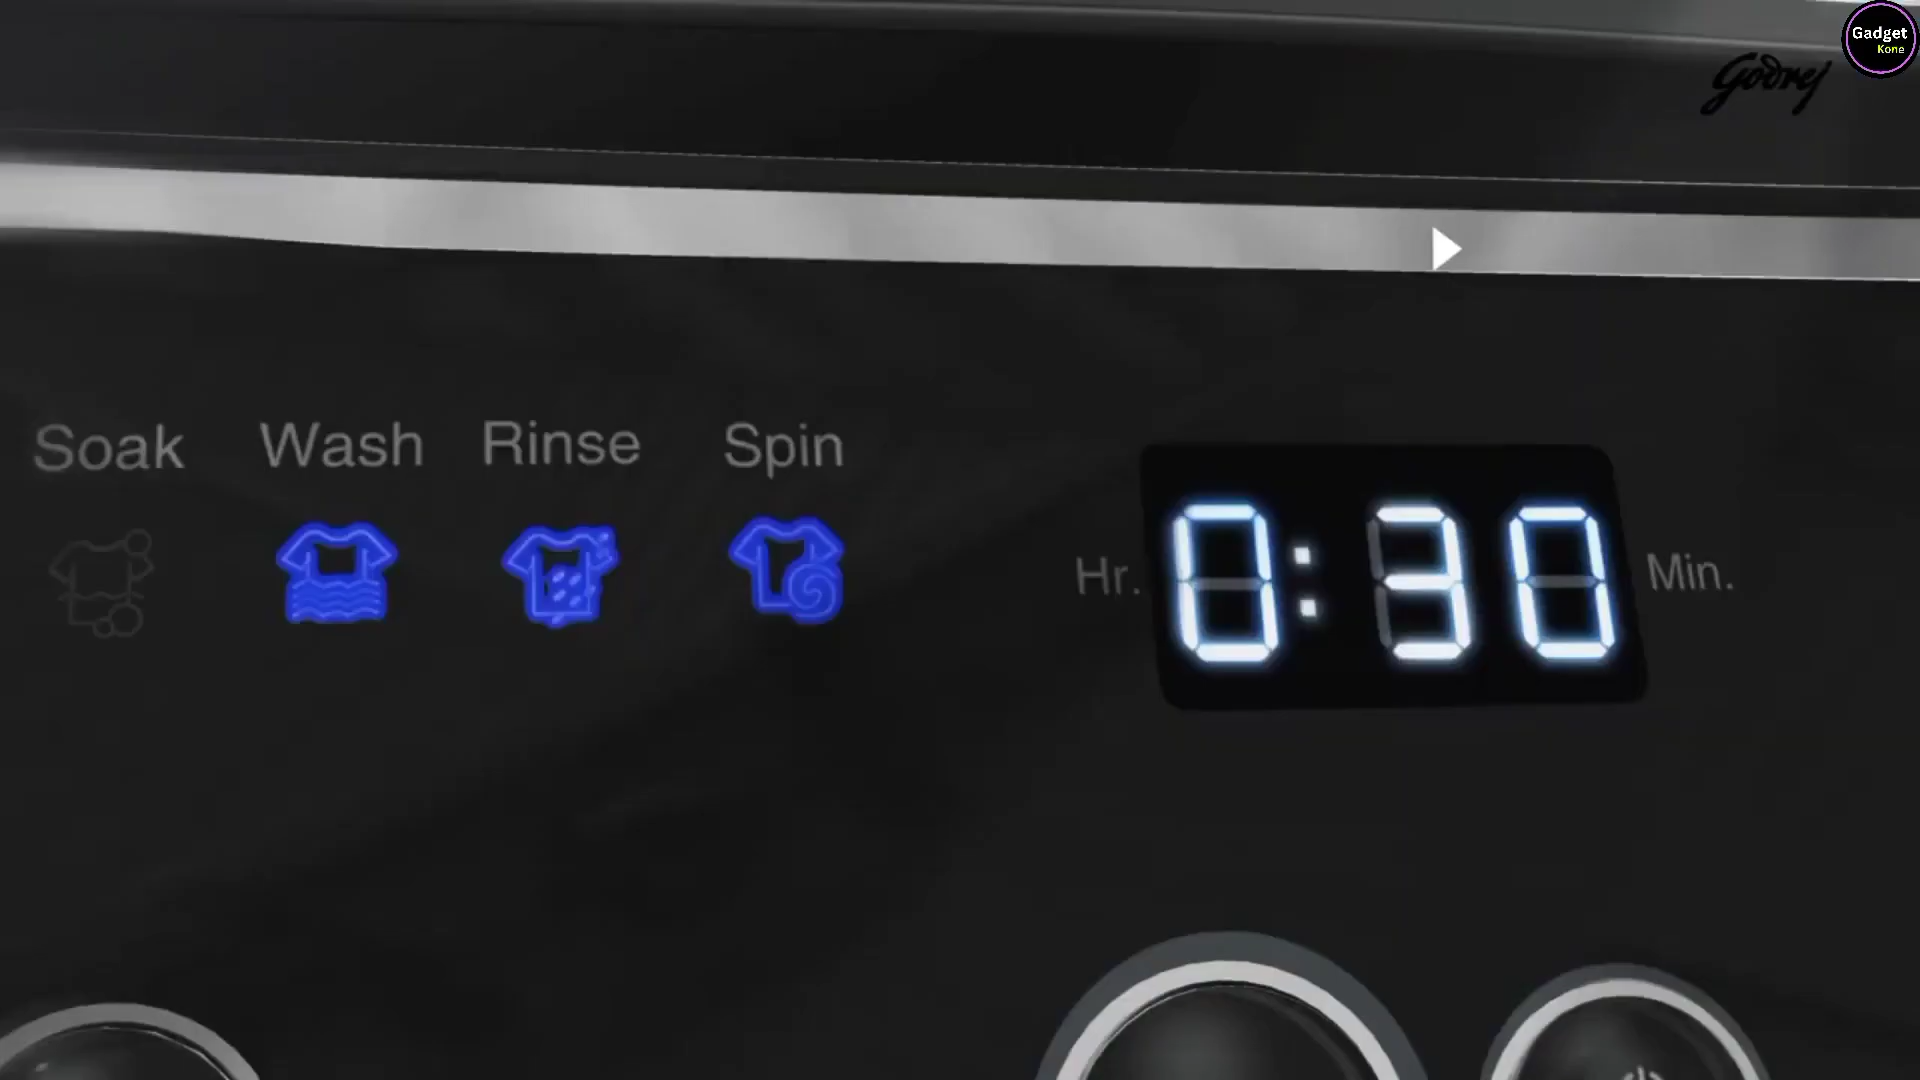 Gadget
Kone
Godrej
Soak Wash Rinse Spin
Hr. 0:30 Min.